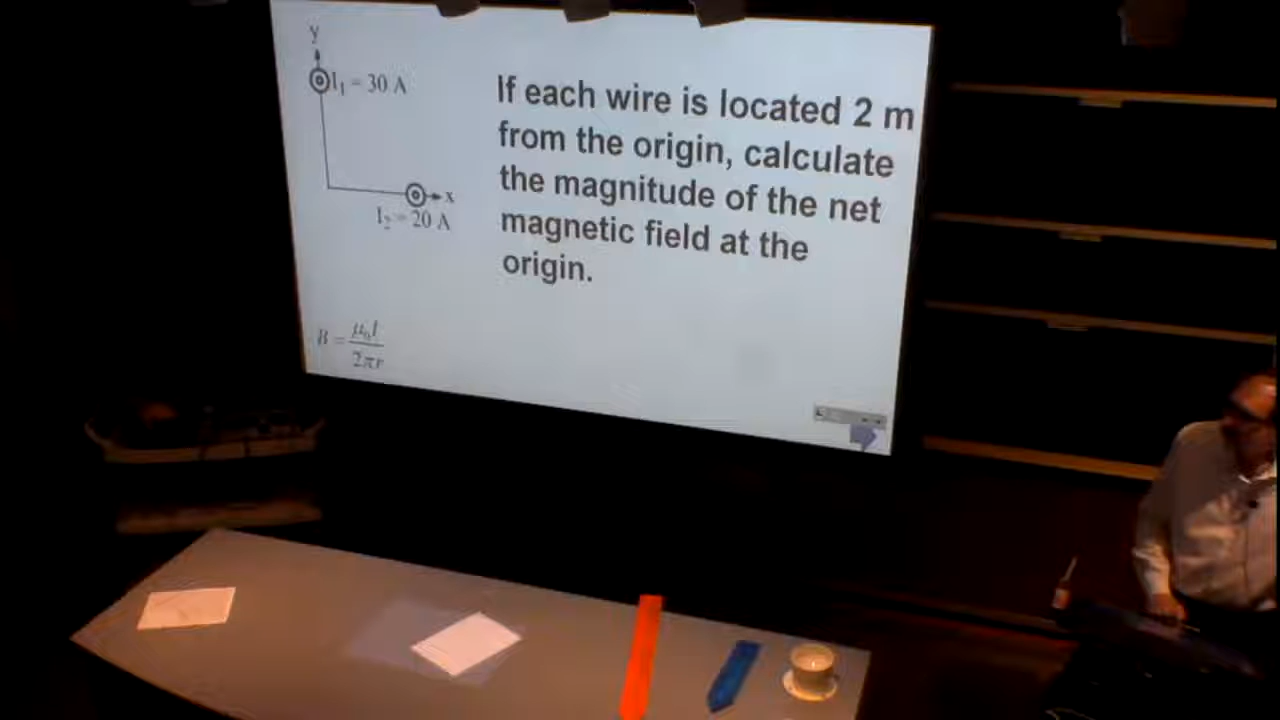 y
I₁ = 30 A
If each wire is located 2 m
from the origin, calculate
the magnitude of the net
magnetic field at the
origin.
x
I₂ = 20 A
B = μ₀I / 2πr